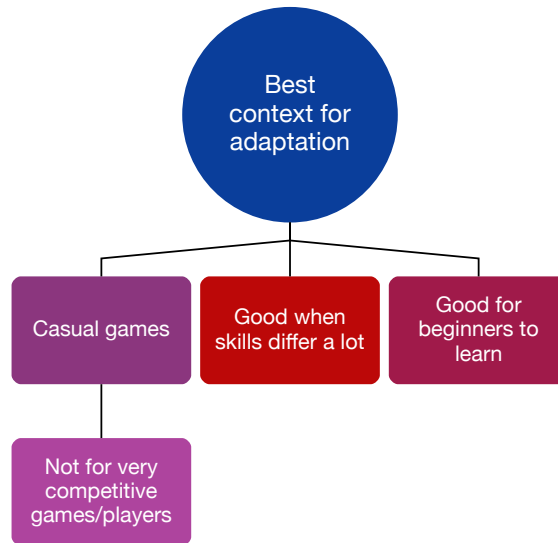 Best
context for
adaptation
Casual games
Good when
skills differ a lot
Good for
beginners to
learn
Not for very
competitive
games/players